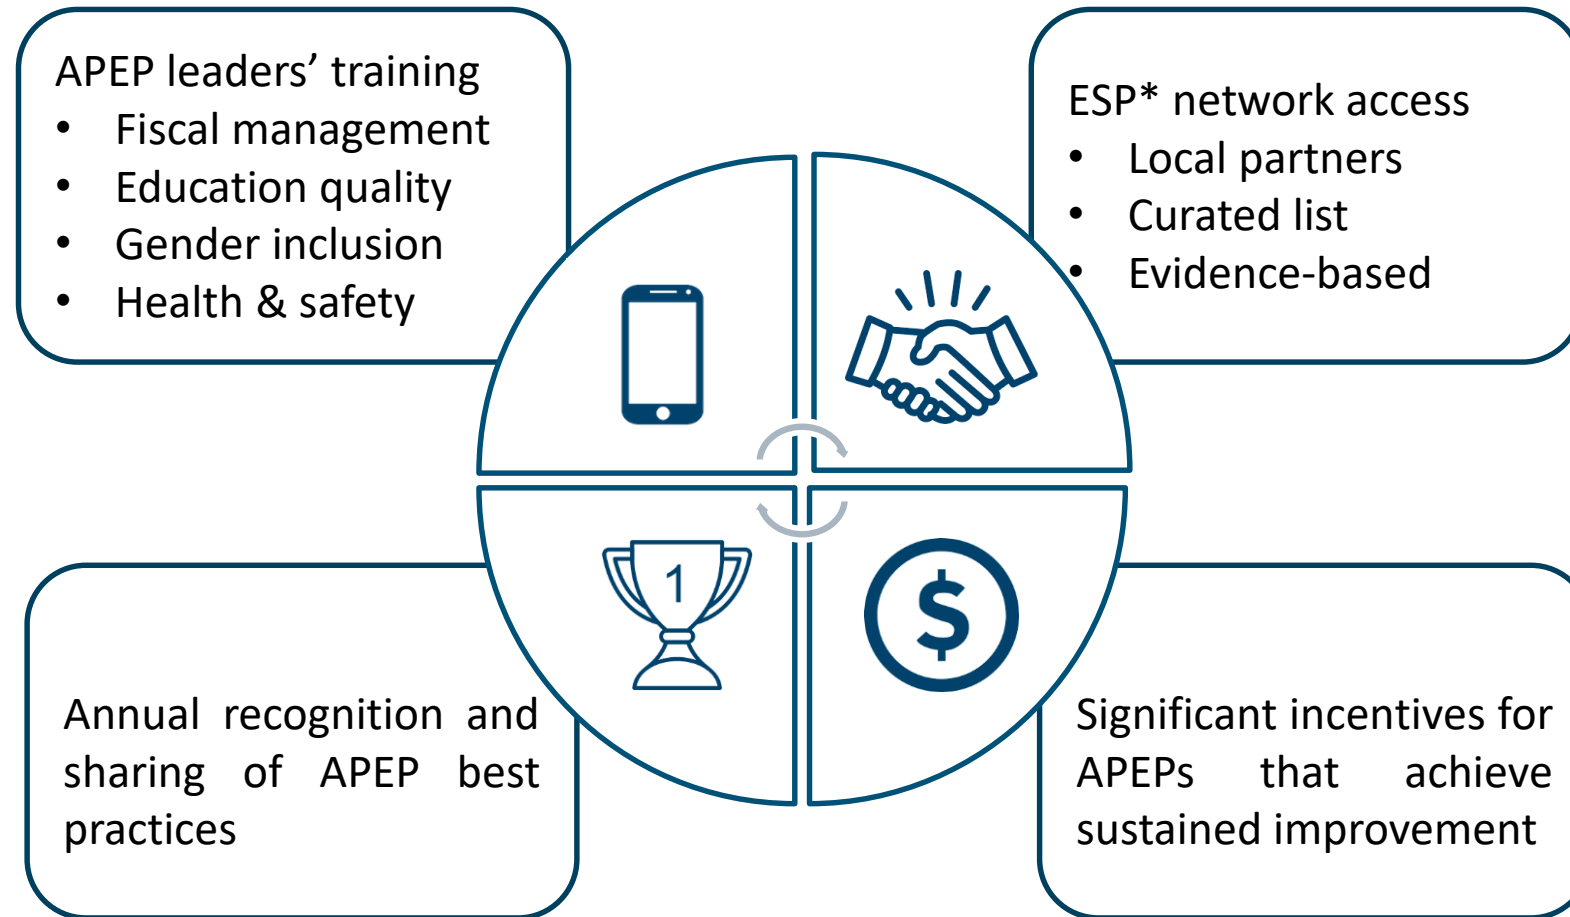 APEP leaders’ training
• Fiscal management
• Education quality
• Gender inclusion
• Health & safety
ESP* network access
• Local partners
• Curated list
• Evidence-based
1
$
Annual recognition and
sharing of APEP best
practices
Significant incentives for
APEPs that achieve
sustained improvement